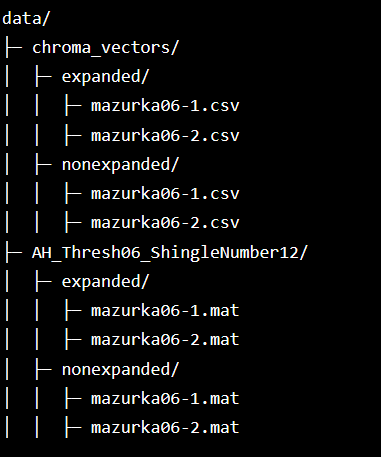 data/
├─ chroma_vectors/
│  ├─ expanded/
│  │  ├─ mazurka06-1.csv
│  │  ├─ mazurka06-2.csv
│  ├─ nonexpanded/
│  │  ├─ mazurka06-1.csv
│  │  ├─ mazurka06-2.csv
├─ AH_Thresh06_ShingleNumber12/
│  ├─ expanded/
│  │  ├─ mazurka06-1.mat
│  │  ├─ mazurka06-2.mat
│  ├─ nonexpanded/
│  │  ├─ mazurka06-1.mat
│  │  ├─ mazurka06-2.mat